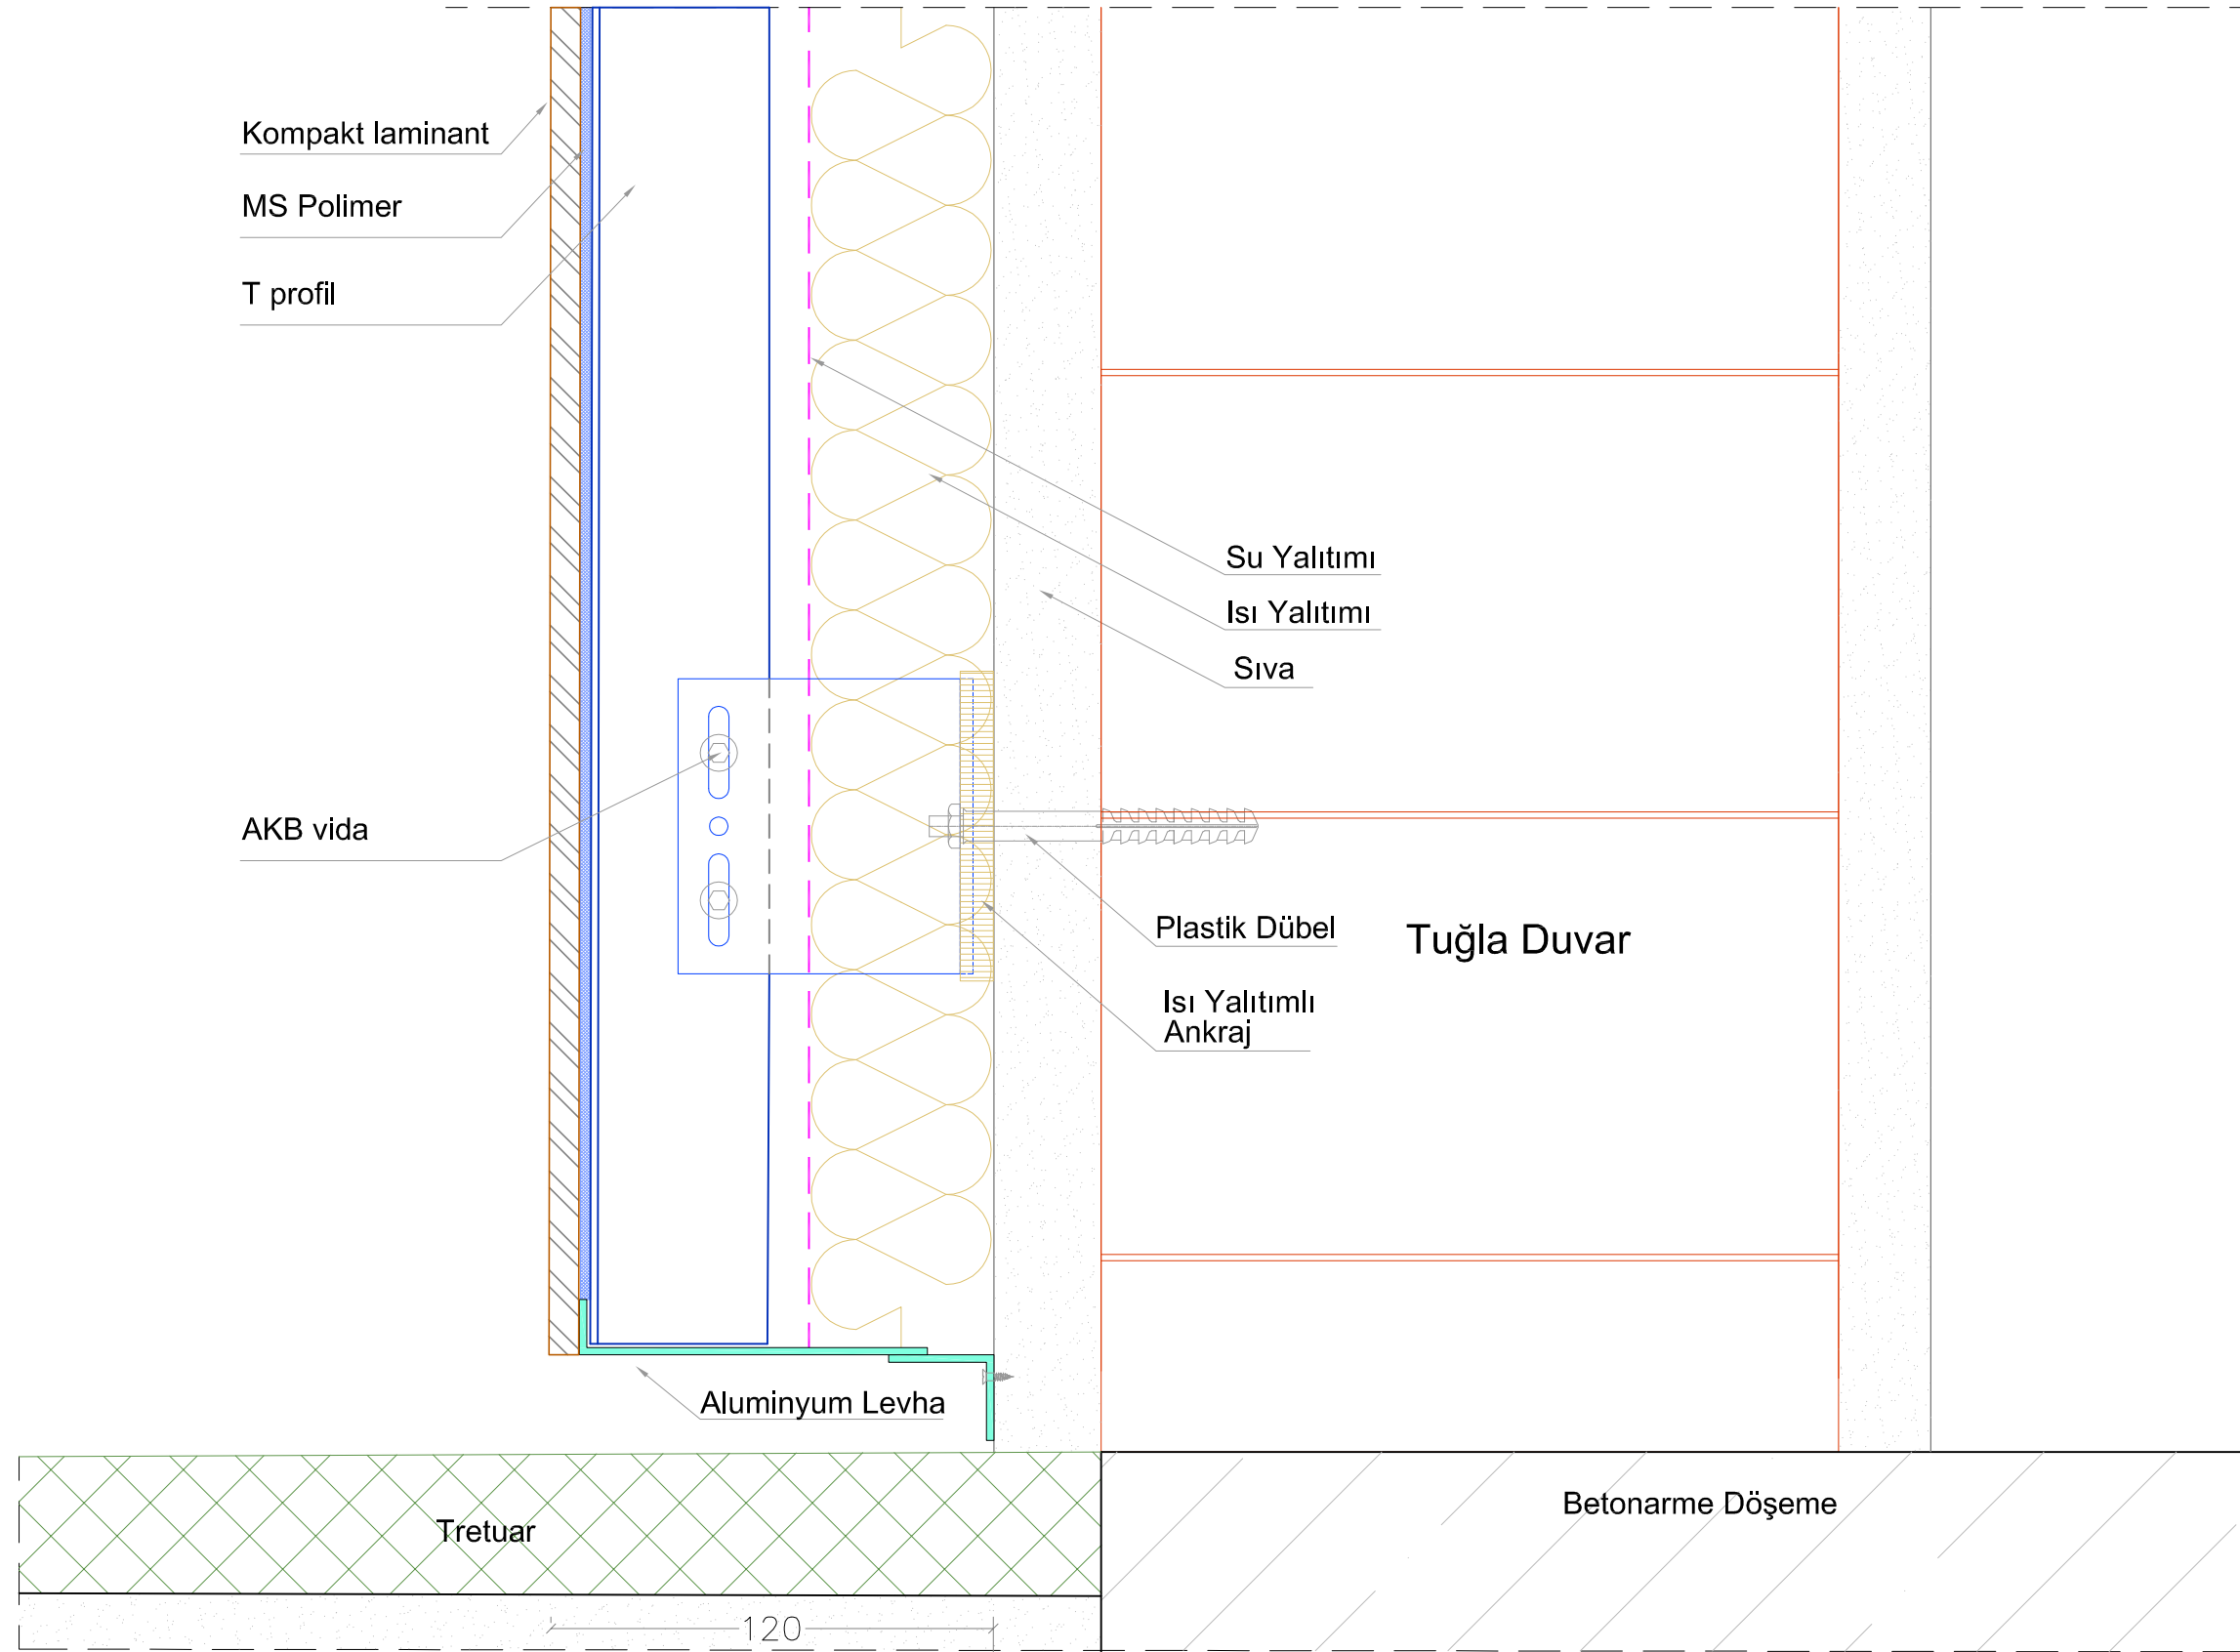 Kompakt laminant
MS Polimer
T profil
Su Yalıtımı
Isı Yalıtımı
Sıva
AKB vida
Plastik Dübel
Tuğla Duvar
Isı Yalıtımlı
Ankraj
Aluminyum Levha
Betonarme Döşeme
Tretuar
120